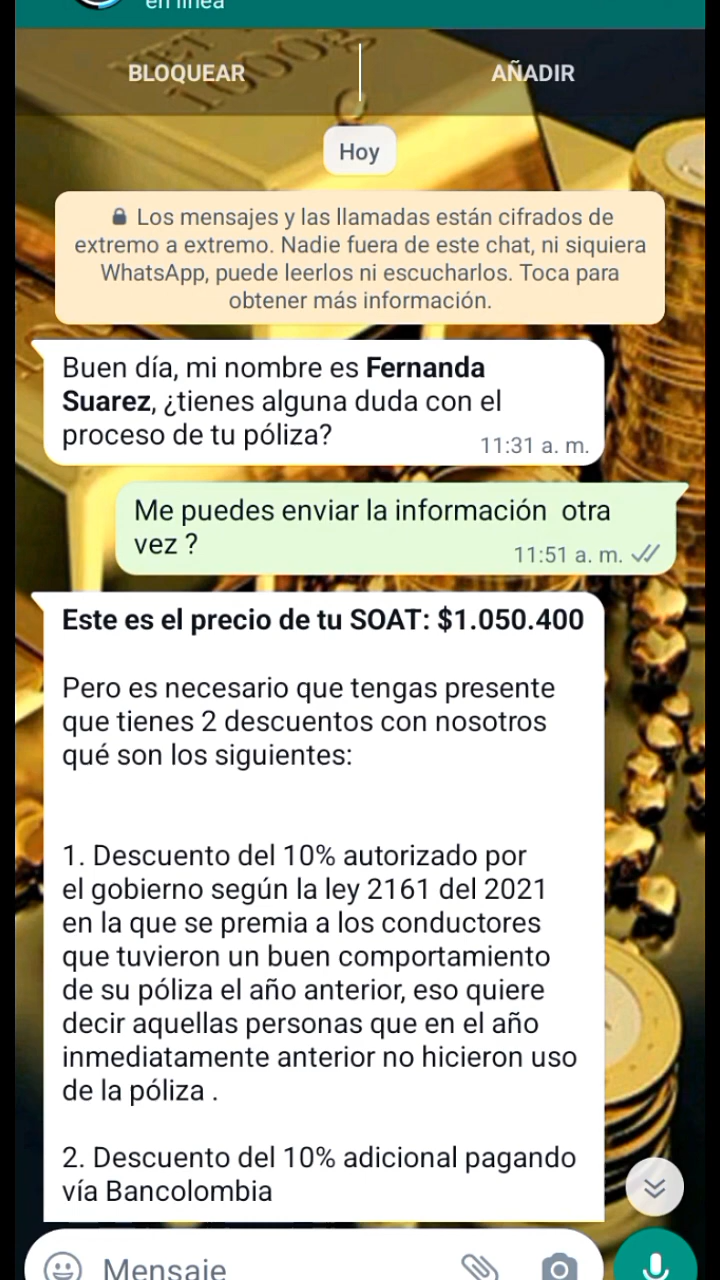 en línea
BLOQUEAR
AÑADIR
NET
1000g
Hoy
Los mensajes y las llamadas están cifrados de
extremo a extremo. Nadie fuera de este chat, ni siquiera
WhatsApp, puede leerlos ni escucharlos. Toca para
obtener más información.
Buen día, mi nombre es Fernanda
Suarez, ¿tienes alguna duda con el
proceso de tu póliza?
11:31 a. m.
Me puedes enviar la información otra
vez ?
11:51 a. m.
Este es el precio de tu SOAT: $1.050.400
Pero es necesario que tengas presente
que tienes 2 descuentos con nosotros
qué son los siguientes:
1. Descuento del 10% autorizado por
el gobierno según la ley 2161 del 2021
en la que se premia a los conductores
que tuvieron un buen comportamiento
de su póliza el año anterior, eso quiere
decir aquellas personas que en el año
inmediatamente anterior no hicieron uso
de la póliza .
2. Descuento del 10% adicional pagando
vía Bancolombia
Mensaje